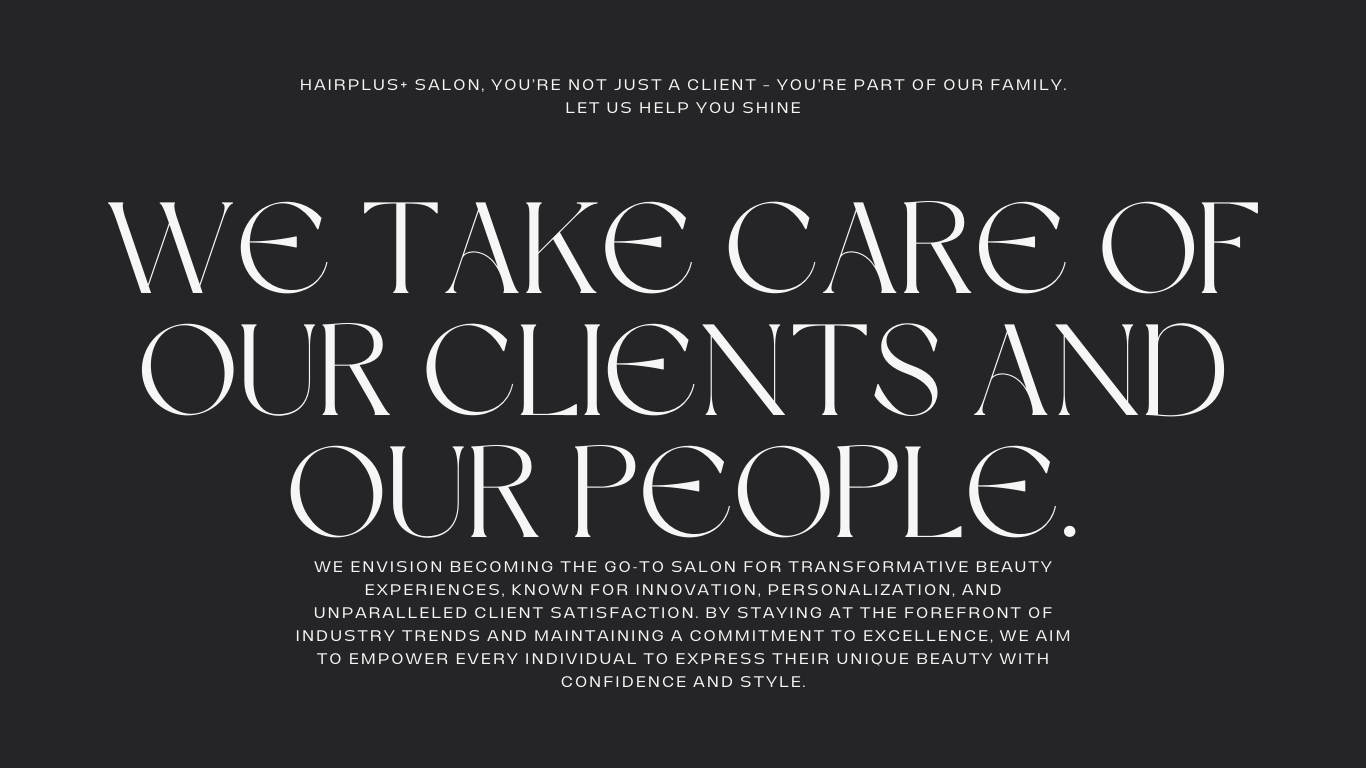 HAIRPLUS+ SALON, YOU'RE NOT JUST A CLIENT – YOU'RE PART OF OUR FAMILY.
LET US HELP YOU SHINE
WE TAKE CARE OF
OUR CLIENTS AND
OUR PEOPLE.
WE ENVISION BECOMING THE GO-TO SALON FOR TRANSFORMATIVE BEAUTY
EXPERIENCES, KNOWN FOR INNOVATION, PERSONALIZATION, AND
UNPARALLELED CLIENT SATISFACTION. BY STAYING AT THE FOREFRONT OF
INDUSTRY TRENDS AND MAINTAINING A COMMITMENT TO EXCELLENCE, WE AIM
TO EMPOWER EVERY INDIVIDUAL TO EXPRESS THEIR UNIQUE BEAUTY WITH
CONFIDENCE AND STYLE.